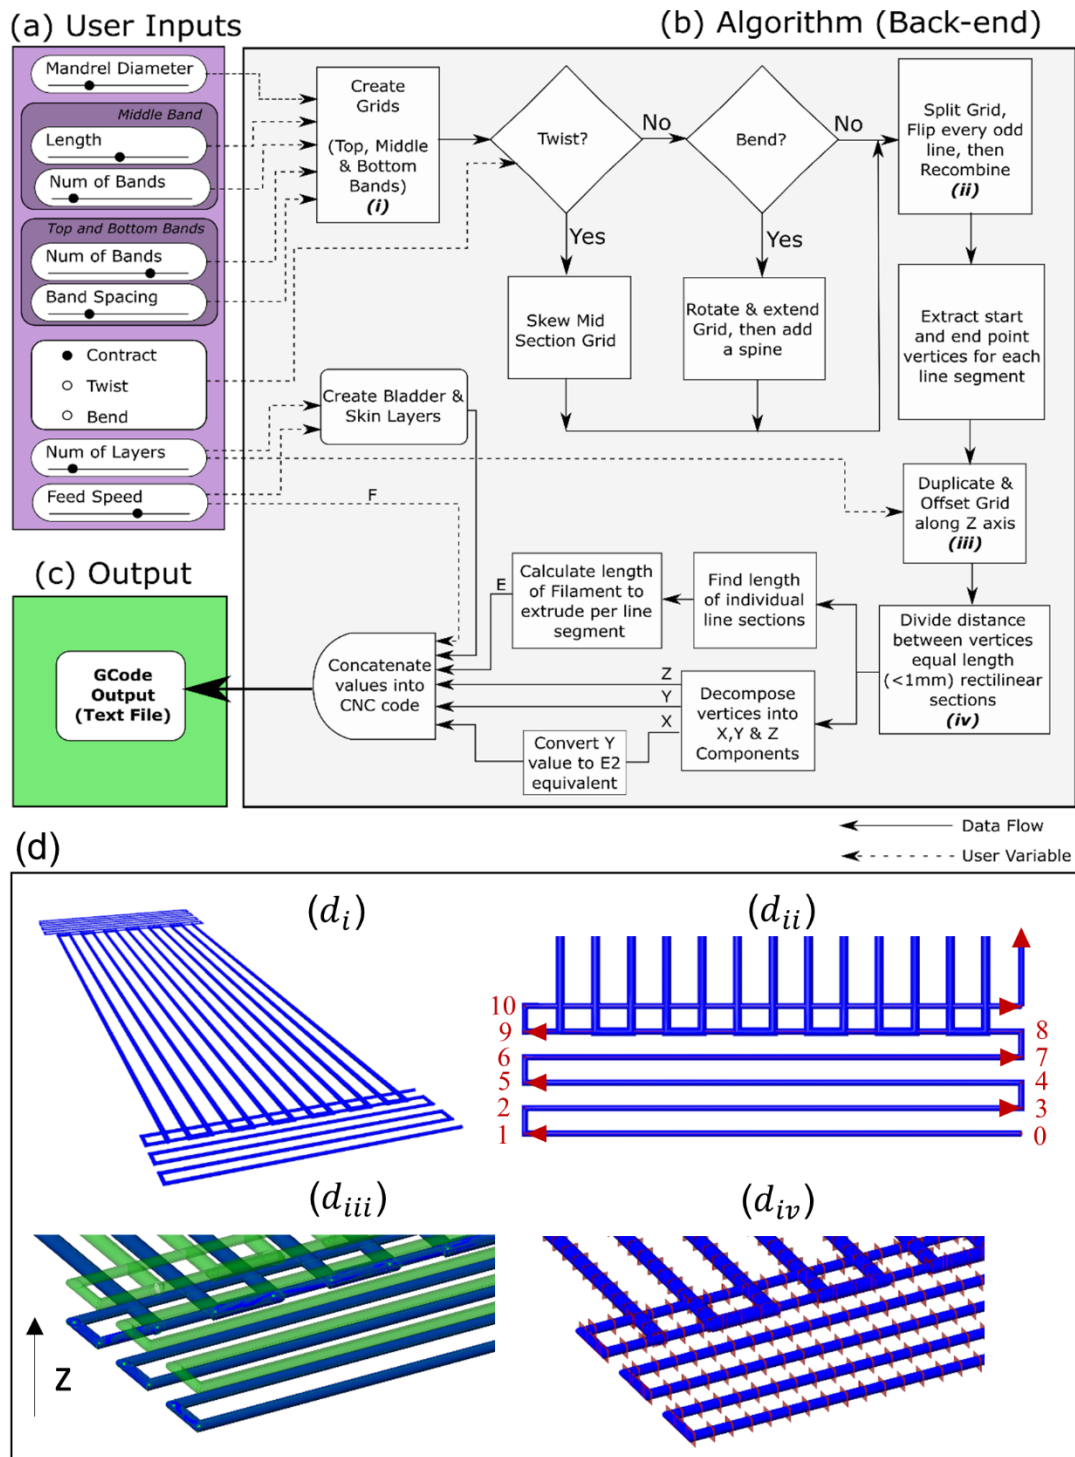 (a) User Inputs
(b) Algorithm (Back-end)
Mandrel Diameter
Middle Band
Length
Num of Bands
Top and Bottom Bands
Num of Bands
Band Spacing
Contract
Twist
Bend
Num of Layers
Feed Speed
Create
Grids
(Top, Middle
& Bottom
Bands)
(i)
Twist?
No
Bend?
No
Split Grid,
Flip every odd
line, then
Recombine
(ii)
Yes
Yes
Skew Mid
Section Grid
Rotate & extend
Grid, then add
a spine
Extract start
and end point
vertices for each
line segment
Create Bladder &
Skin Layers
F
Duplicate &
Offset Grid
along Z axis
(iii)
(c) Output
GCode
Output
(Text File)
Concatenate
values into
CNC code
E
Calculate length
of Filament to
extrude per line
segment
Find length
of individual
line sections
Divide distance
between vertices
equal length
(<1mm) rectilinear
sections
(iv)
Z
Y
X
Decompose
vertices into
X,Y & Z
Components
Convert Y
value to E2
equivalent
Data Flow
User Variable
(d)
(dᵢ)
(dᵢᵢ)
10
9
8
6
7
5
4
2
3
1
0
(dᵢᵢᵢ)
(dᵢᵥ)
Z